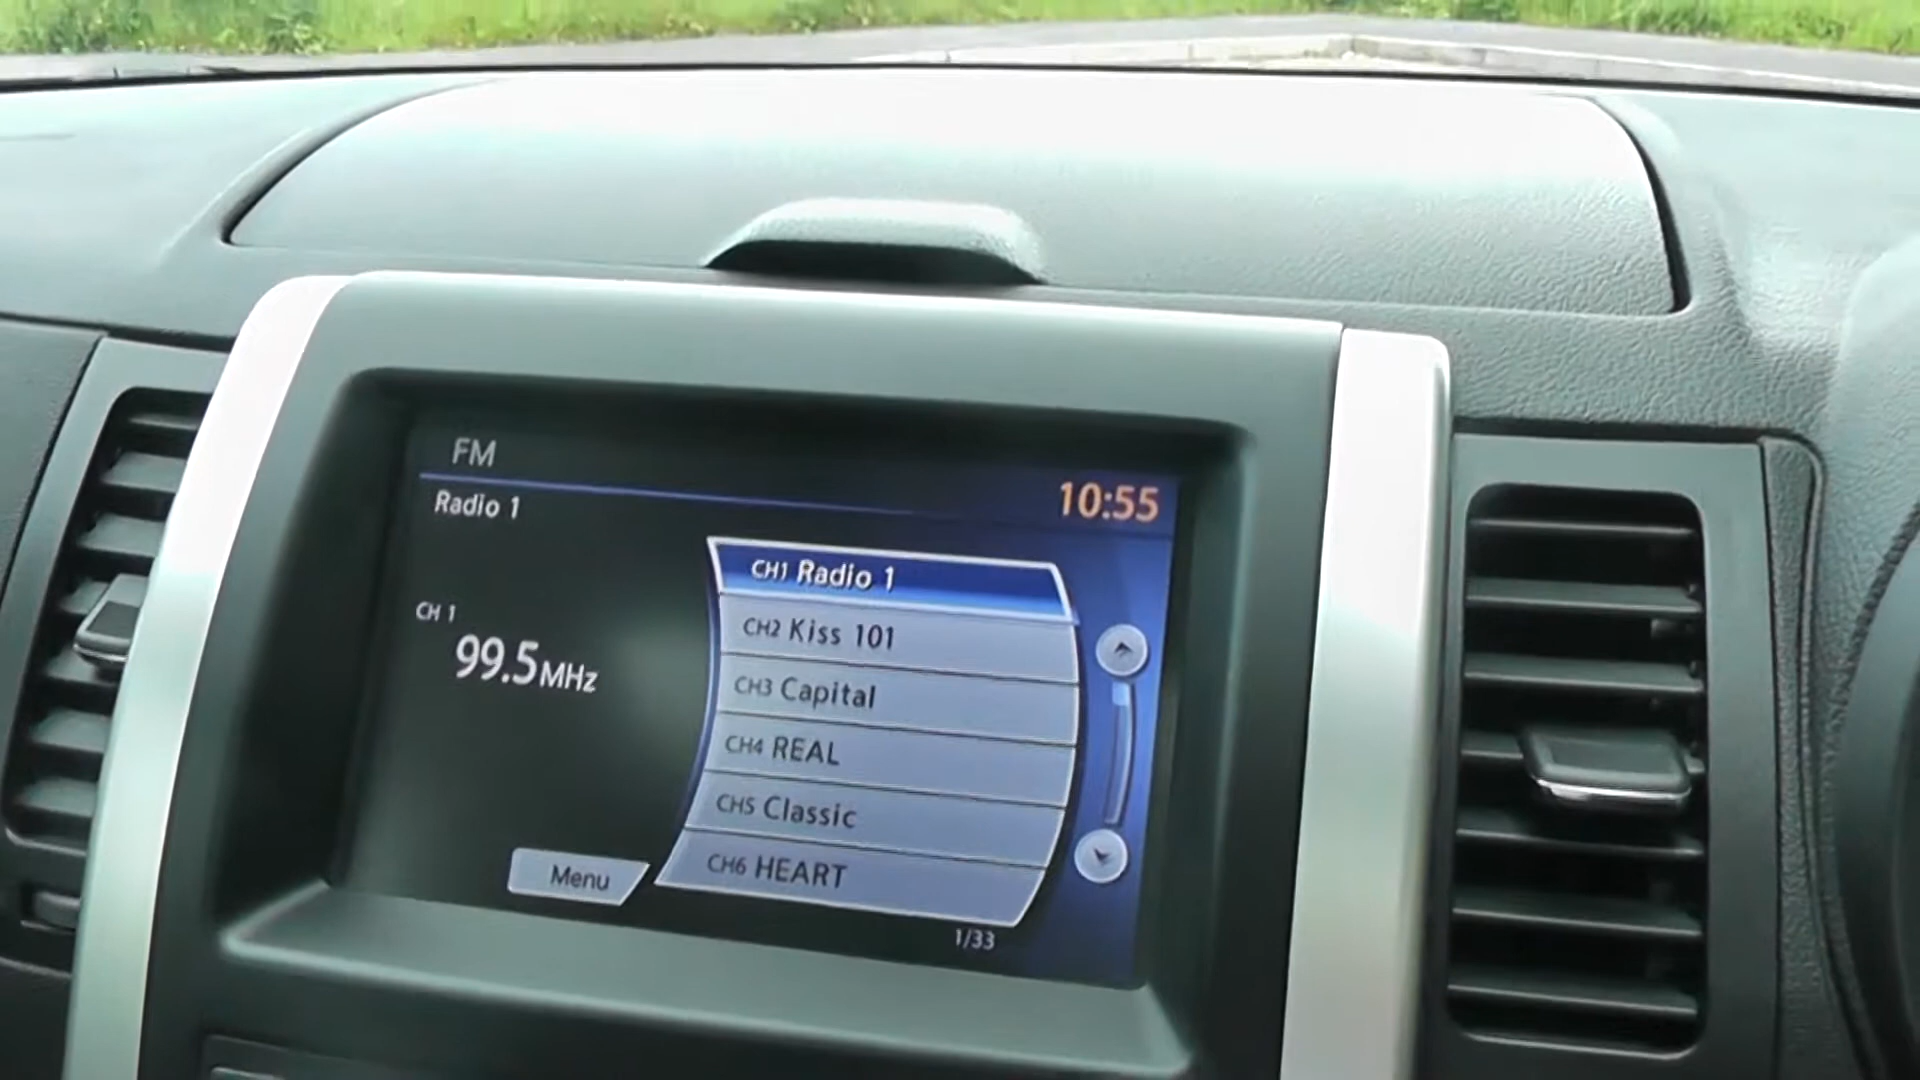 FM
10:55
Radio 1
CH 1
99.5MHz
CH1 Radio 1
CH2 Kiss 101
CH3 Capital
CH4 REAL
CH5 Classic
CH6 HEART
Menu
1/33